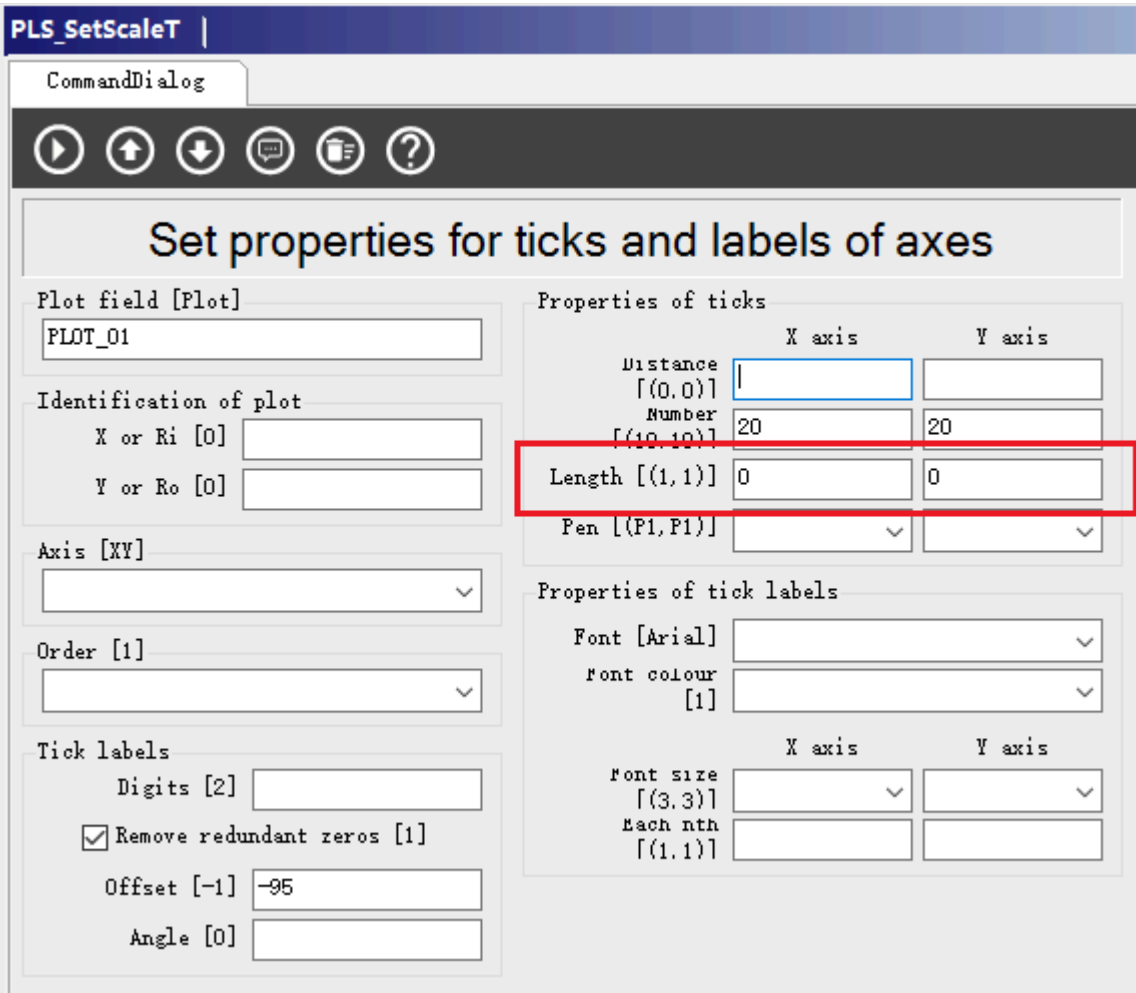 PLS_SetScaleT
CommandDialog
Set properties for ticks and labels of axes
Plot field [Plot]
PLOT_01
Identification of plot
X or Ri [0]
Y or Ro [0]
Axis [XY]
Order [1]
Tick labels
Digits [2]
Remove redundant zeros [1]
Offset [-1] -95
Angle [0]
Properties of ticks
X axis Y axis
Distance
[(0,0)]
Number
[(10,10)] 20 20
Length [(1,1)] 0 0
Pen [(P1,P1)]
Properties of tick labels
Font [Arial]
Font colour
[1]
X axis Y axis
Font size
[(3,3)]
Each nth
[(1,1)]